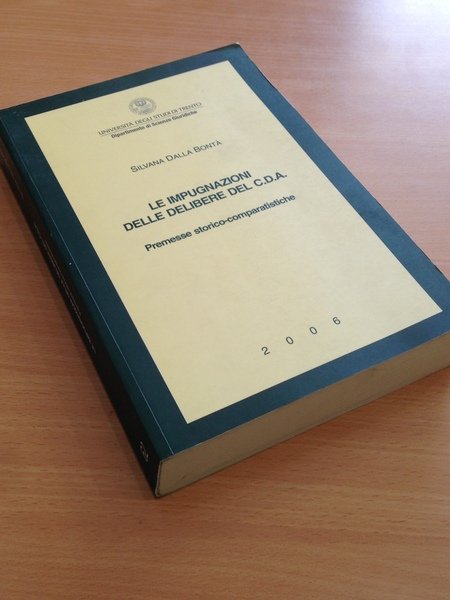 UNIVERSITÀ DEGLI STUDI DI TRENTO
Dipartimento di Scienze Giuridiche
SILVANA DALLA BONTÀ
LE IMPUGNAZIONI
DELLE DELIBERE DEL C.D.A.
Premesse storico-comparatistiche
2006